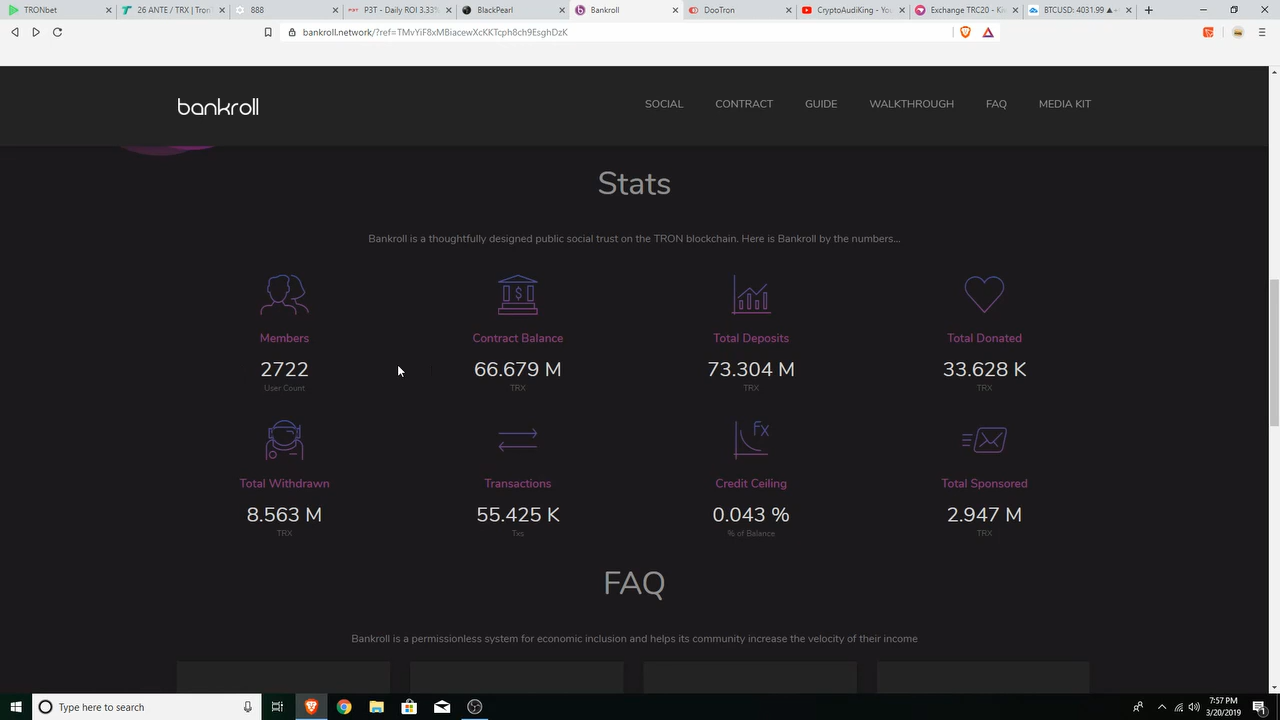 TRONbet
26 ANTE / TRX | Tron
888
P3T - Daily ROI 3.33%
BlackPearl
Bankroll
DooTron
CryptoAudiKing - You
Exchange TRC20 - Ki
BTCUSD: 4031.99 ▲ -
bankroll.network/?ref=TMvYiF8xMBiacewXcKKTcph8ch9EsghDzK
bankroll
SOCIAL CONTRACT GUIDE WALKTHROUGH FAQ MEDIA KIT
Stats
Bankroll is a thoughtfully designed public social trust on the TRON blockchain. Here is Bankroll by the numbers...
Members
2722
User Count
Contract Balance
66.679 M
TRX
Total Deposits
73.304 M
TRX
Total Donated
33.628 K
TRX
Total Withdrawn
8.563 M
TRX
Transactions
55.425 K
Txs
Fx
Credit Ceiling
0.043 %
% of Balance
Total Sponsored
2.947 M
TRX
FAQ
Bankroll is a permissionless system for economic inclusion and helps its community increase the velocity of their income
Type here to search
7:57 PM
3/20/2019